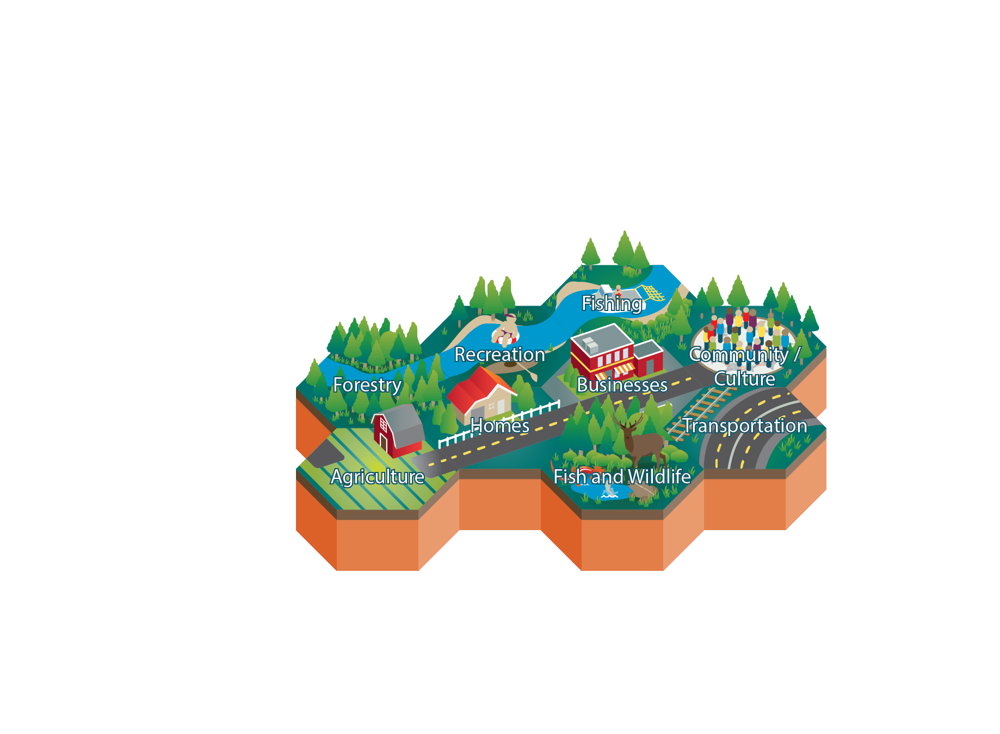 Fishing
Recreation
Community /
Culture
Forestry
Businesses
Homes
Transportation
Agriculture
Fish and Wildlife